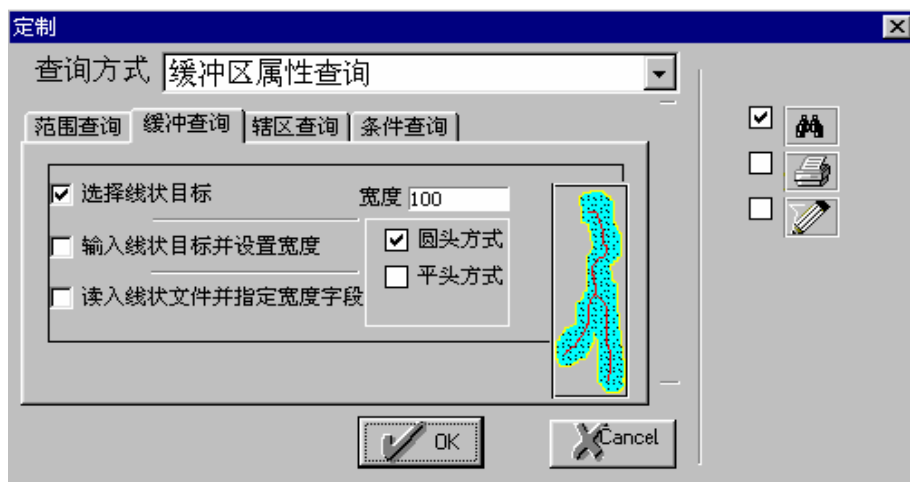 定制
查询方式 缓冲区属性查询
范围查询 缓冲查询 辖区查询 条件查询
选择线状目标 宽度 100
输入线状目标并设置宽度 圆头方式
平头方式
读入线状文件并指定宽度字段
OK Cancel